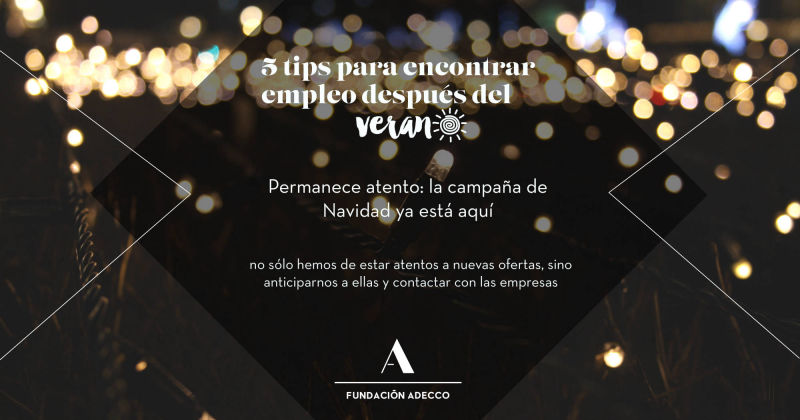 5 tips para encontrar
empleo después del
verano
Permanece atento: la campaña de
Navidad ya está aquí
no sólo hemos de estar atentos a nuevas ofertas, sino
anticiparnos a ellas y contactar con las empresas
A
FUNDACIÓN ADECCO